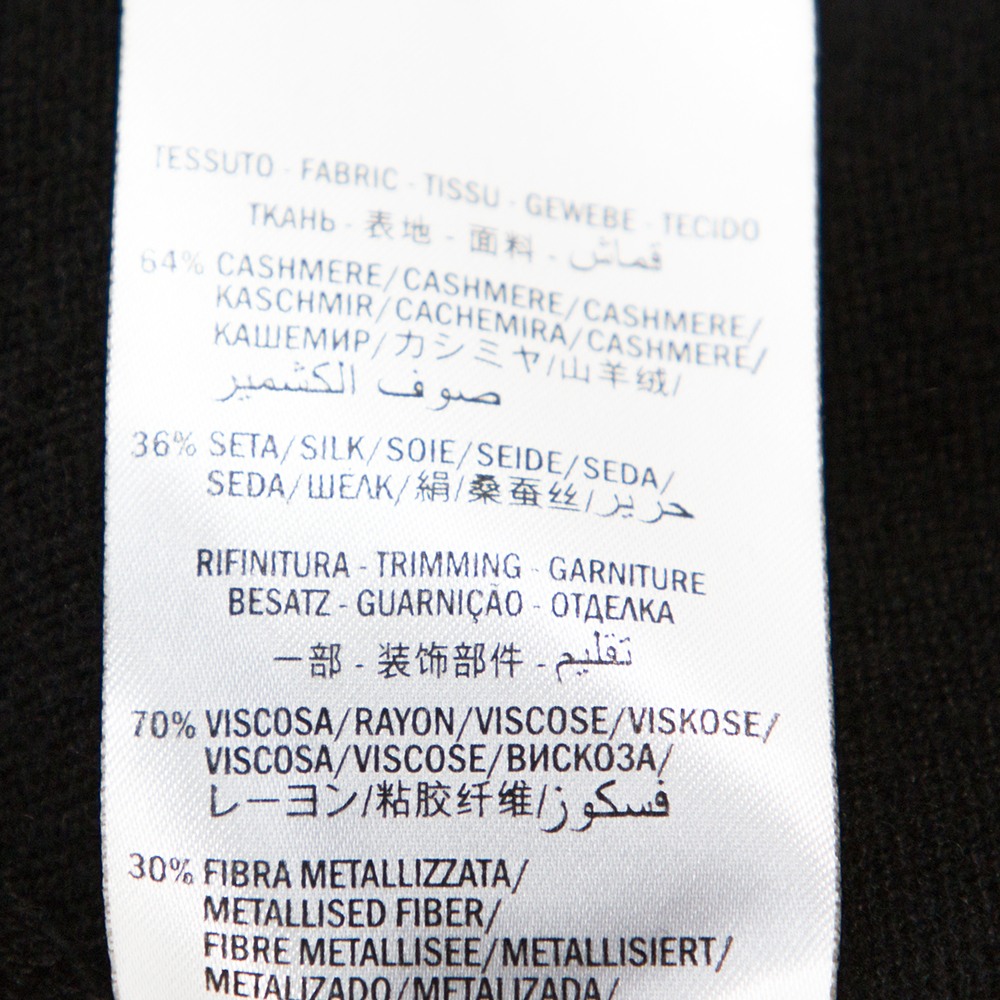 TESSUTO - FABRIC - TISSU - GEWEBE - TECIDO
ТКАНЬ - 表地 - 面料 - قماش
64% CASHMERE/CASHMERE/CASHMERE/
KASCHMIR/CACHEMIRA/CASHMERE/
КАШЕМИР/カシミヤ/山羊绒/
صوف الكشمير
36% SETA/SILK/SOIE/SEIDE/SEDA/
SEDA/ШЕЛК/絹/桑蚕丝/حرير
RIFINITURA - TRIMMING - GARNITURE
BESATZ - GUARNIÇÃO - ОТДЕЛКА
一部 - 装饰部件 - تقليم
70% VISCOSA/RAYON/VISCOSE/VISKOSE/
VISCOSA/VISCOSE/ВИСКОЗА/
レーヨン/粘胶纤维/فسكوز
30% FIBRA METALLIZZATA/
METALLISED FIBER/
FIBRE METALLISEE/METALLISIERT/
METALIZADO/METALIZADA/